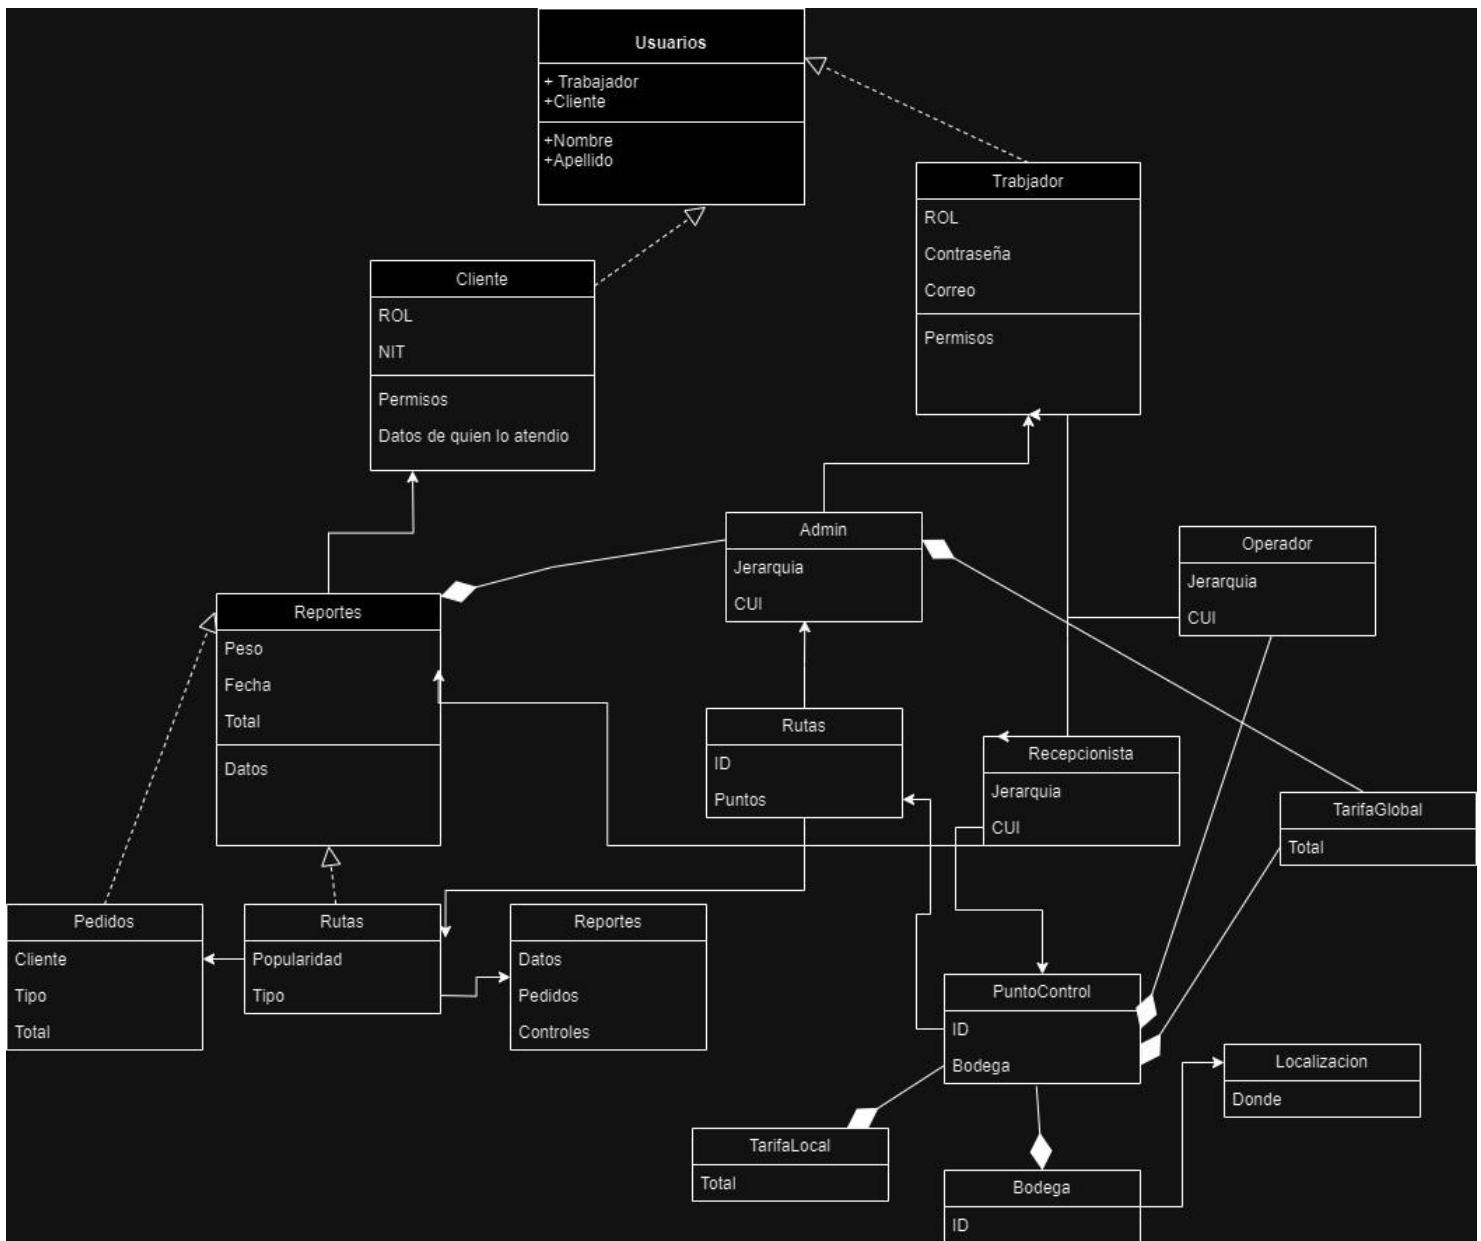 Usuarios
+ Trabajador
+Cliente
+Nombre
+Apellido
Trabjador
ROL
Contraseña
Correo
Permisos
Cliente
ROL
NIT
Permisos
Datos de quien lo atendio
Admin
Jerarquia
CUI
Operador
Jerarquia
CUI
Reportes
Peso
Fecha
Total
Datos
Rutas
ID
Puntos
Recepcionista
Jerarquia
CUI
TarifaGlobal
Total
Pedidos
Cliente
Tipo
Total
Rutas
Popularidad
Tipo
Reportes
Datos
Pedidos
Controles
PuntoControl
ID
Bodega
Localizacion
Donde
TarifaLocal
Total
Bodega
ID